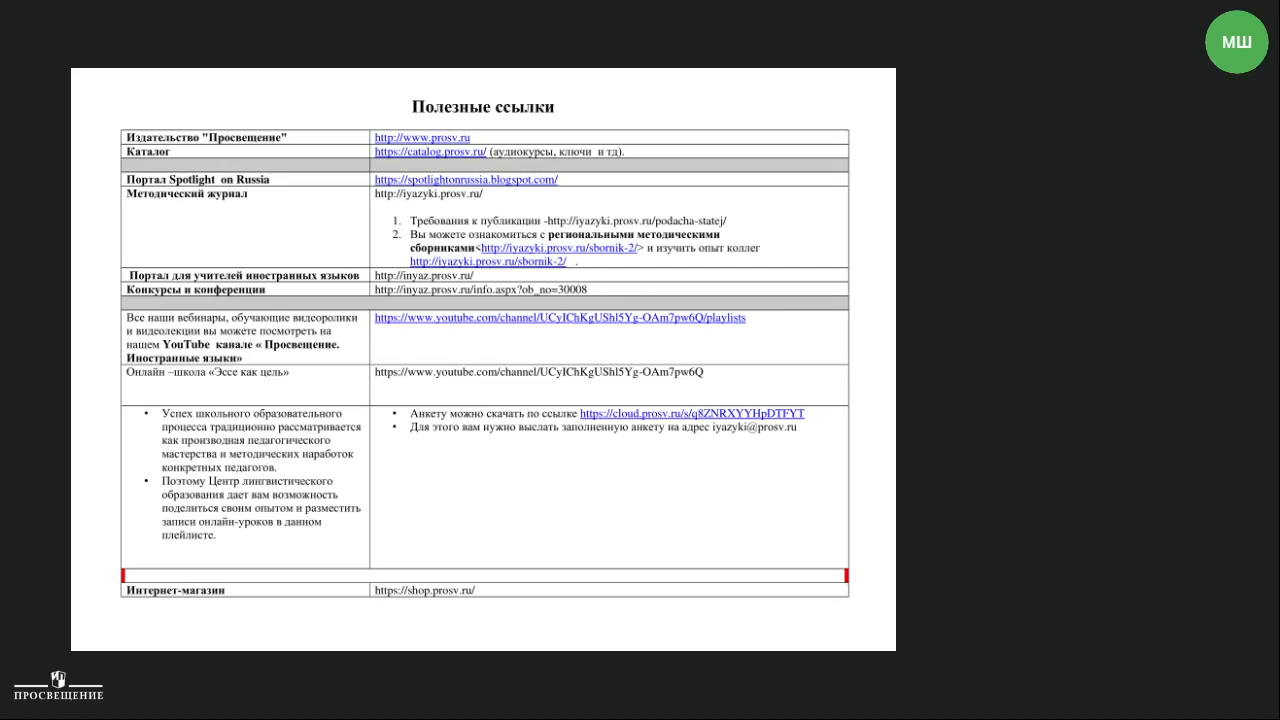 МШ
Полезные ссылки
Издательство "Просвещение" http://www.prosv.ru
Каталог https://catalog.prosv.ru/ (аудиокурсы, ключи и тд).
Портал Spotlight on Russia https://spotlightonrussia.blogspot.com/
Методический журнал http://iyazyki.prosv.ru/
1. Требования к публикации -http://iyazyki.prosv.ru/podacha-statej/
2. Вы можете ознакомиться с региональными методическими
сборниками<http://iyazyki.prosv.ru/sbornik-2/> и изучить опыт коллег
http://iyazyki.prosv.ru/sbornik-2/ .
Портал для учителей иностранных языков http://inyaz.prosv.ru/
Конкурсы и конференции http://inyaz.prosv.ru/info.aspx?ob_no=30008
Все наши вебинары, обучающие видеоролики
и видеолекции вы можете посмотреть на
нашем YouTube канале « Просвещение.
Иностранные языки»
https://www.youtube.com/channel/UCyIChKgUShl5Yg-OAm7pw6Q/playlists
Онлайн –школа «Эссе как цель» https://www.youtube.com/channel/UCyIChKgUShl5Yg-OAm7pw6Q
• Успех школьного образовательного
процесса традиционно рассматривается
как производная педагогического
мастерства и методических наработок
конкретных педагогов.
• Поэтому Центр лингвистического
образования дает вам возможность
поделиться своим опытом и разместить
записи онлайн-уроков в данном
плейлисте.
• Анкету можно скачать по ссылке https://cloud.prosv.ru/s/q8ZNRXYYHpDTFYT
• Для этого вам нужно выслать заполненную анкету на адрес iyazyki@prosv.ru
Интернет-магазин https://shop.prosv.ru/
ПРОСВЕЩЕНИЕ